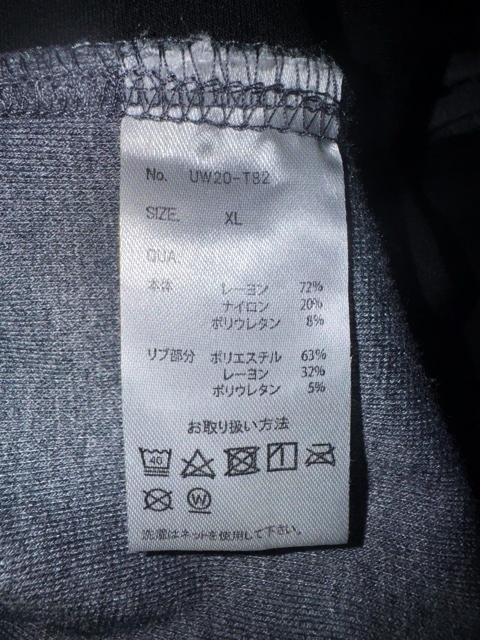 No. UW20-T82
SIZE. XL
QUA.
本体 レーヨン 72%
ナイロン 20%
ポリウレタン 8%
リブ部分 ポリエステル 63%
レーヨン 32%
ポリウレタン 5%
お取り扱い方法
40
W
洗濯はネットを使用して下さい。